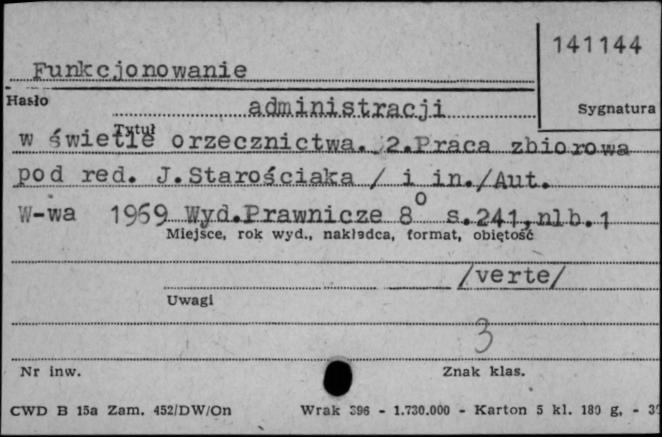 141144
Funkcjonowanie
Hasło
administracji
Sygnatura
Tytuł
w świetle orzecznictwa. 2.Praca zbiorowa
pod red. J.Starościaka / i in./Aut.
W-wa 1969 Wyd.Prawnicze 8° s.241,nlb.1
Miejsce, rok wyd., nakładca, format, objętość
/verte/
Uwagi
3
Nr inw.
Znak klas.
CWD B 15a Zam. 452/DW/On Wrak 396 - 1.730.000 - Karton 5 kl. 180 g, -